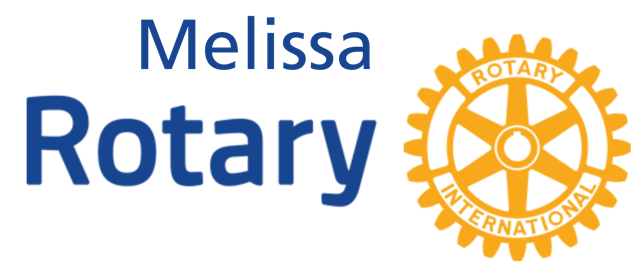 Melissa
Rotary
ROTARY
INTERNATIONAL